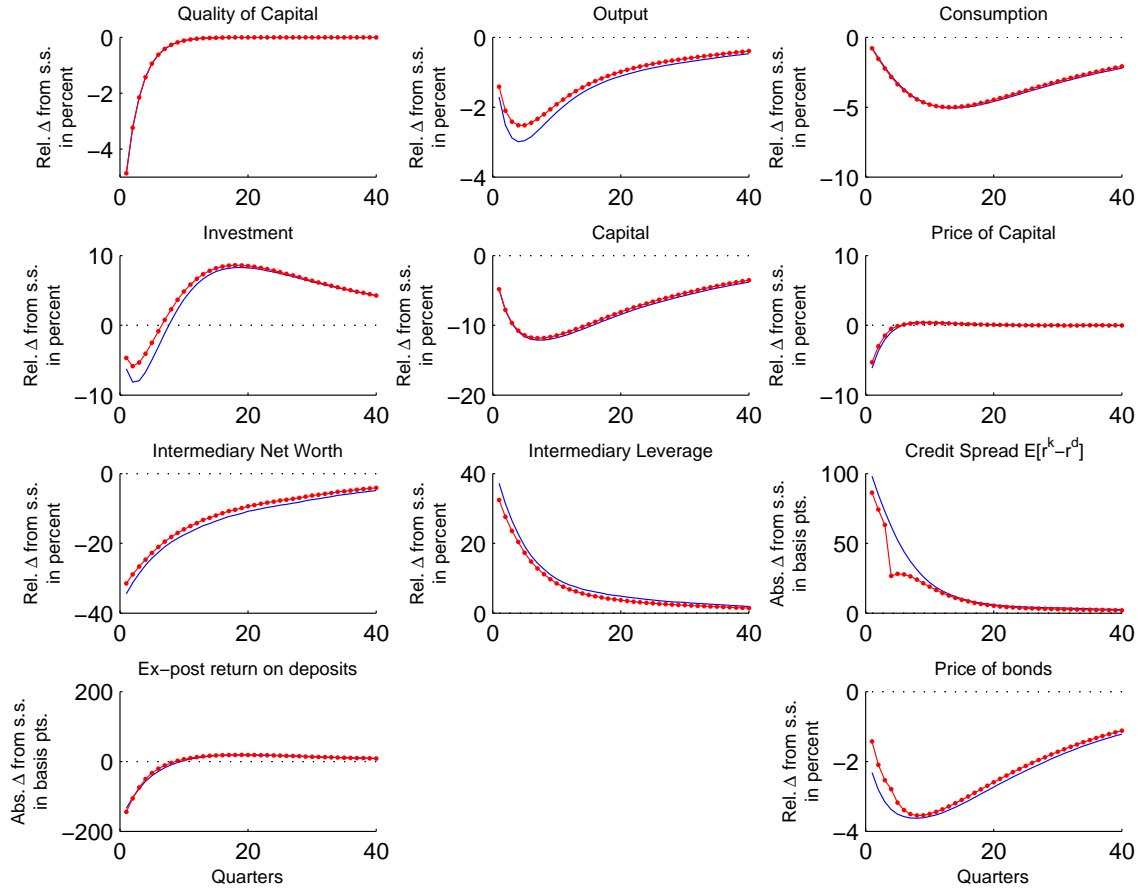 Quality of Capital
Rel. Δ from s.s.
in percent
0
−2
−4
0
20
40
Output
Rel. Δ from s.s.
in percent
0
−2
−4
0
20
40
Consumption
Rel. Δ from s.s.
in percent
0
−5
−10
0
20
40
Investment
Rel. Δ from s.s.
in percent
10
0
−10
0
20
40
Capital
Rel. Δ from s.s.
in percent
0
−10
−20
0
20
40
Price of Capital
Rel. Δ from s.s.
in percent
10
0
−10
0
20
40
Intermediary Net Worth
Rel. Δ from s.s.
in percent
0
−20
−40
0
20
40
Intermediary Leverage
Rel. Δ from s.s.
in percent
40
20
0
0
20
40
Credit Spread E[r^k−r^d]
Abs. Δ from s.s.
in basis pts.
100
50
0
0
20
40
Ex−post return on deposits
Abs. Δ from s.s.
in basis pts.
200
0
−200
0
20
40
Quarters
Price of bonds
Rel. Δ from s.s.
in percent
0
−2
−4
0
20
40
Quarters